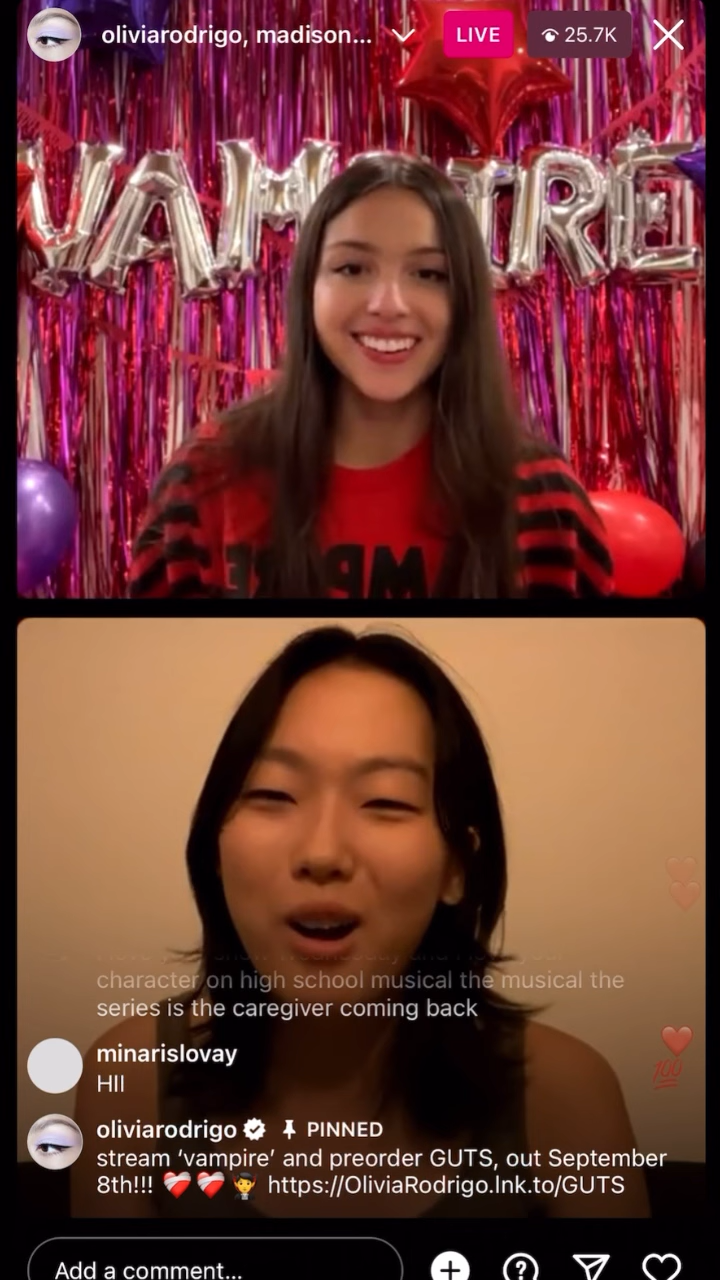 oliviarodrigo, madison...
LIVE
25.7K
VAMPIRE
character on high school musical the musical the
series is the caregiver coming back
minarislovay
HII
oliviarodrigo PINNED
stream ‘vampire’ and preorder GUTS, out September
8th!!! ❤️‍🩹❤️‍🩹🧛 https://OliviaRodrigo.lnk.to/GUTS
Add a comment...